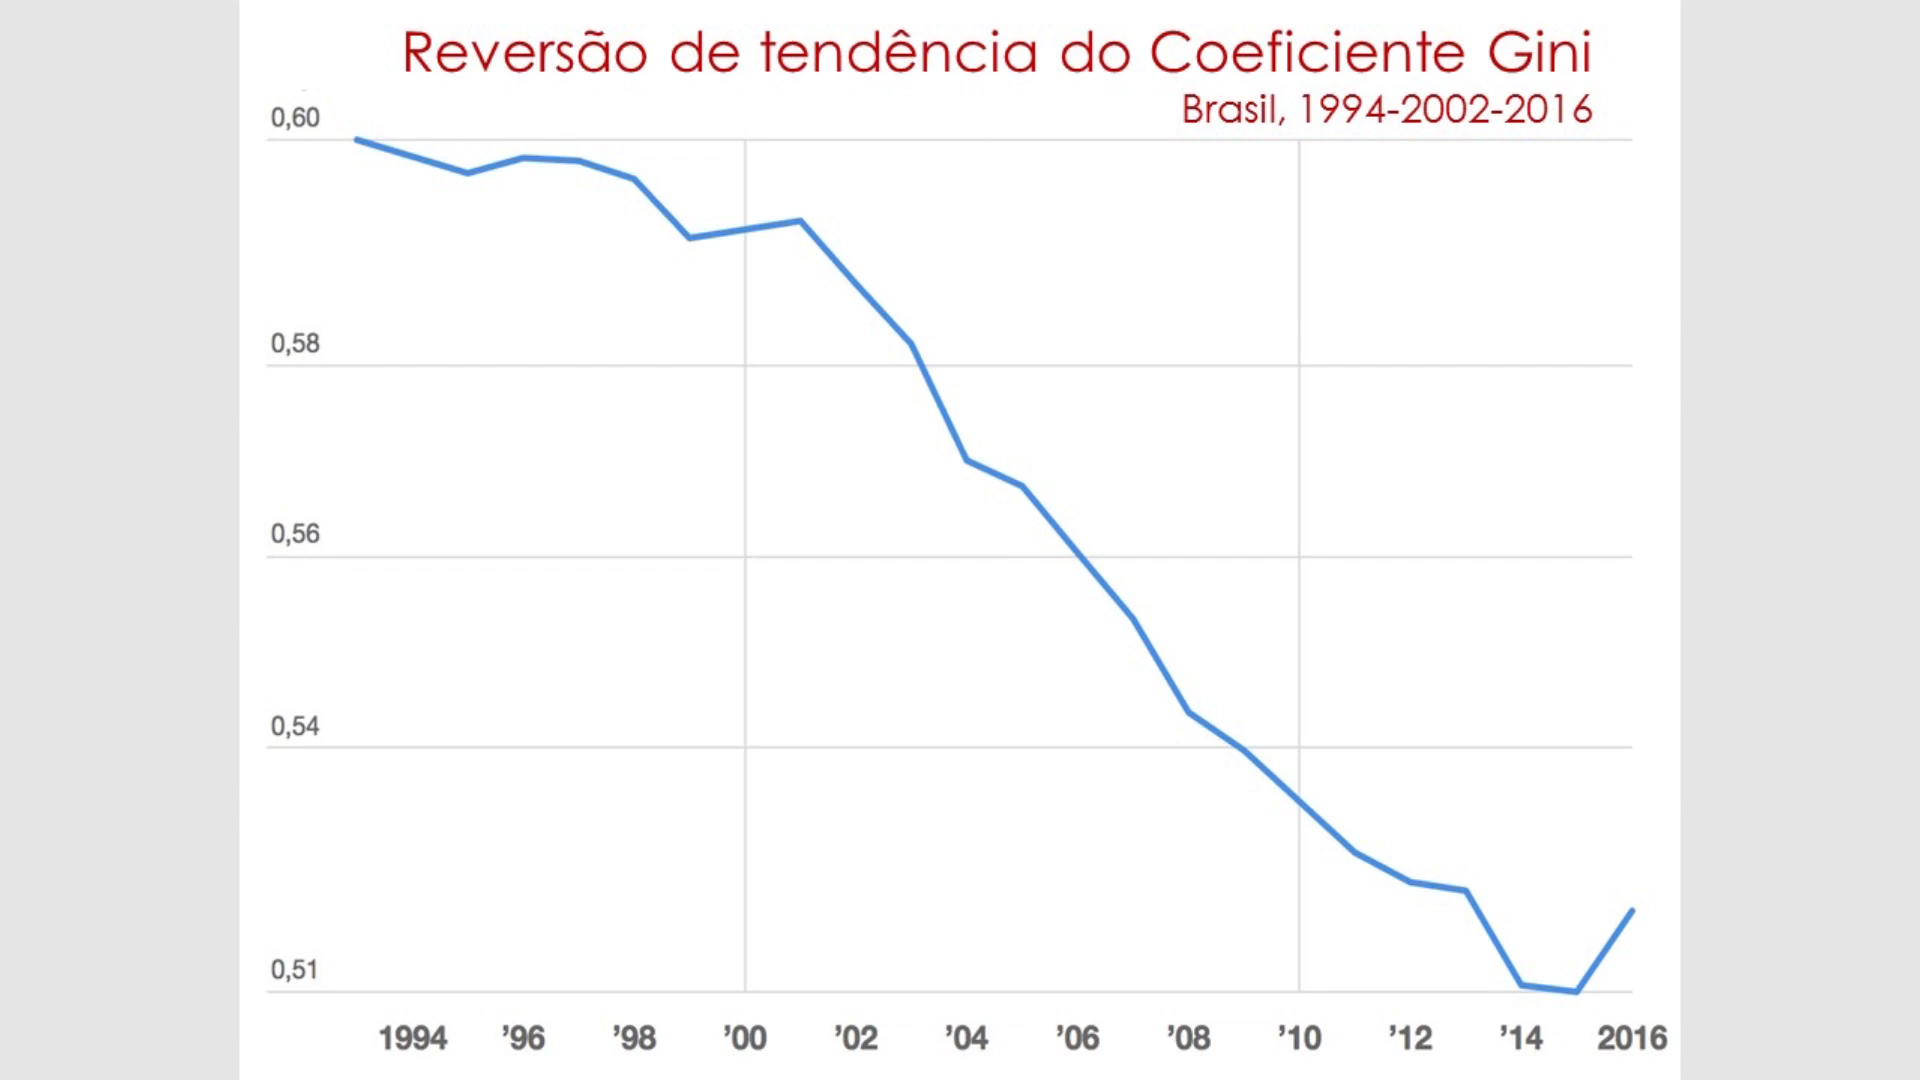 Reversão de tendência do Coeficiente Gini
Brasil, 1994-2002-2016
0,60
0,58
0,56
0,54
0,51
1994 ’96 ’98 ’00 ’02 ’04 ’06 ’08 ’10 ’12 ’14 2016